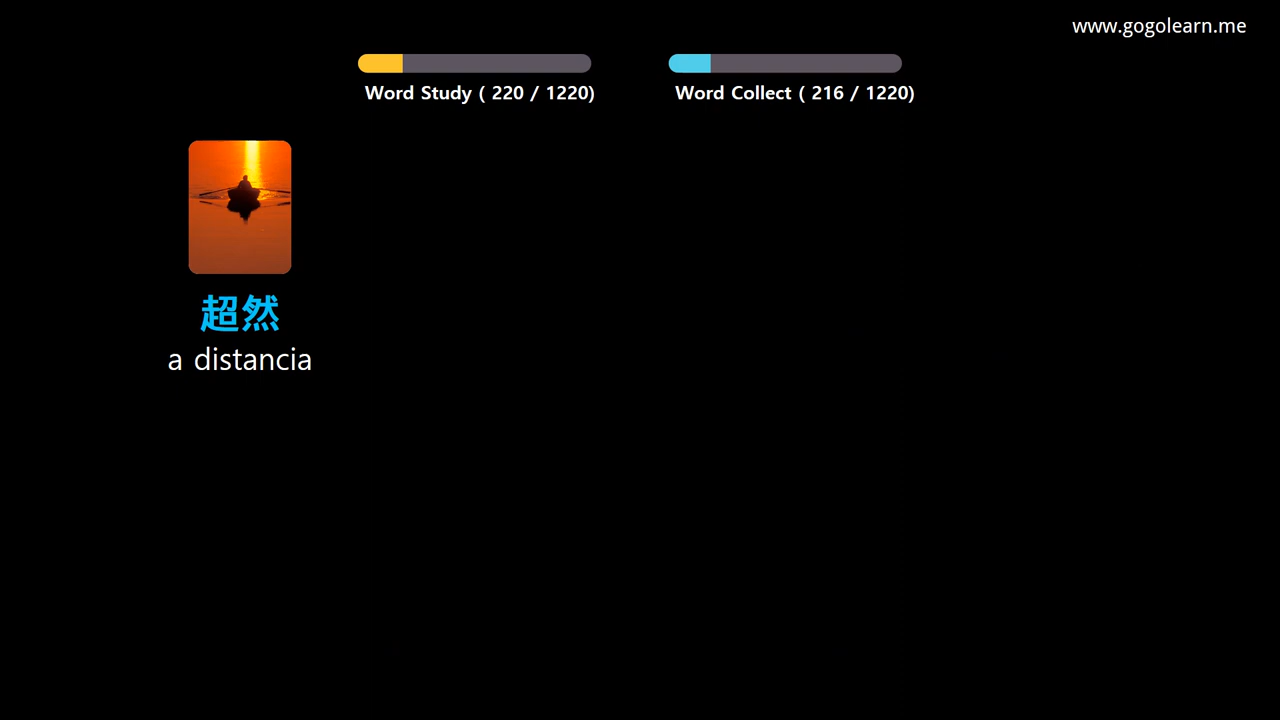 www.gogolearn.me
Word Study ( 220 / 1220)
Word Collect ( 216 / 1220)
超然
a distancia